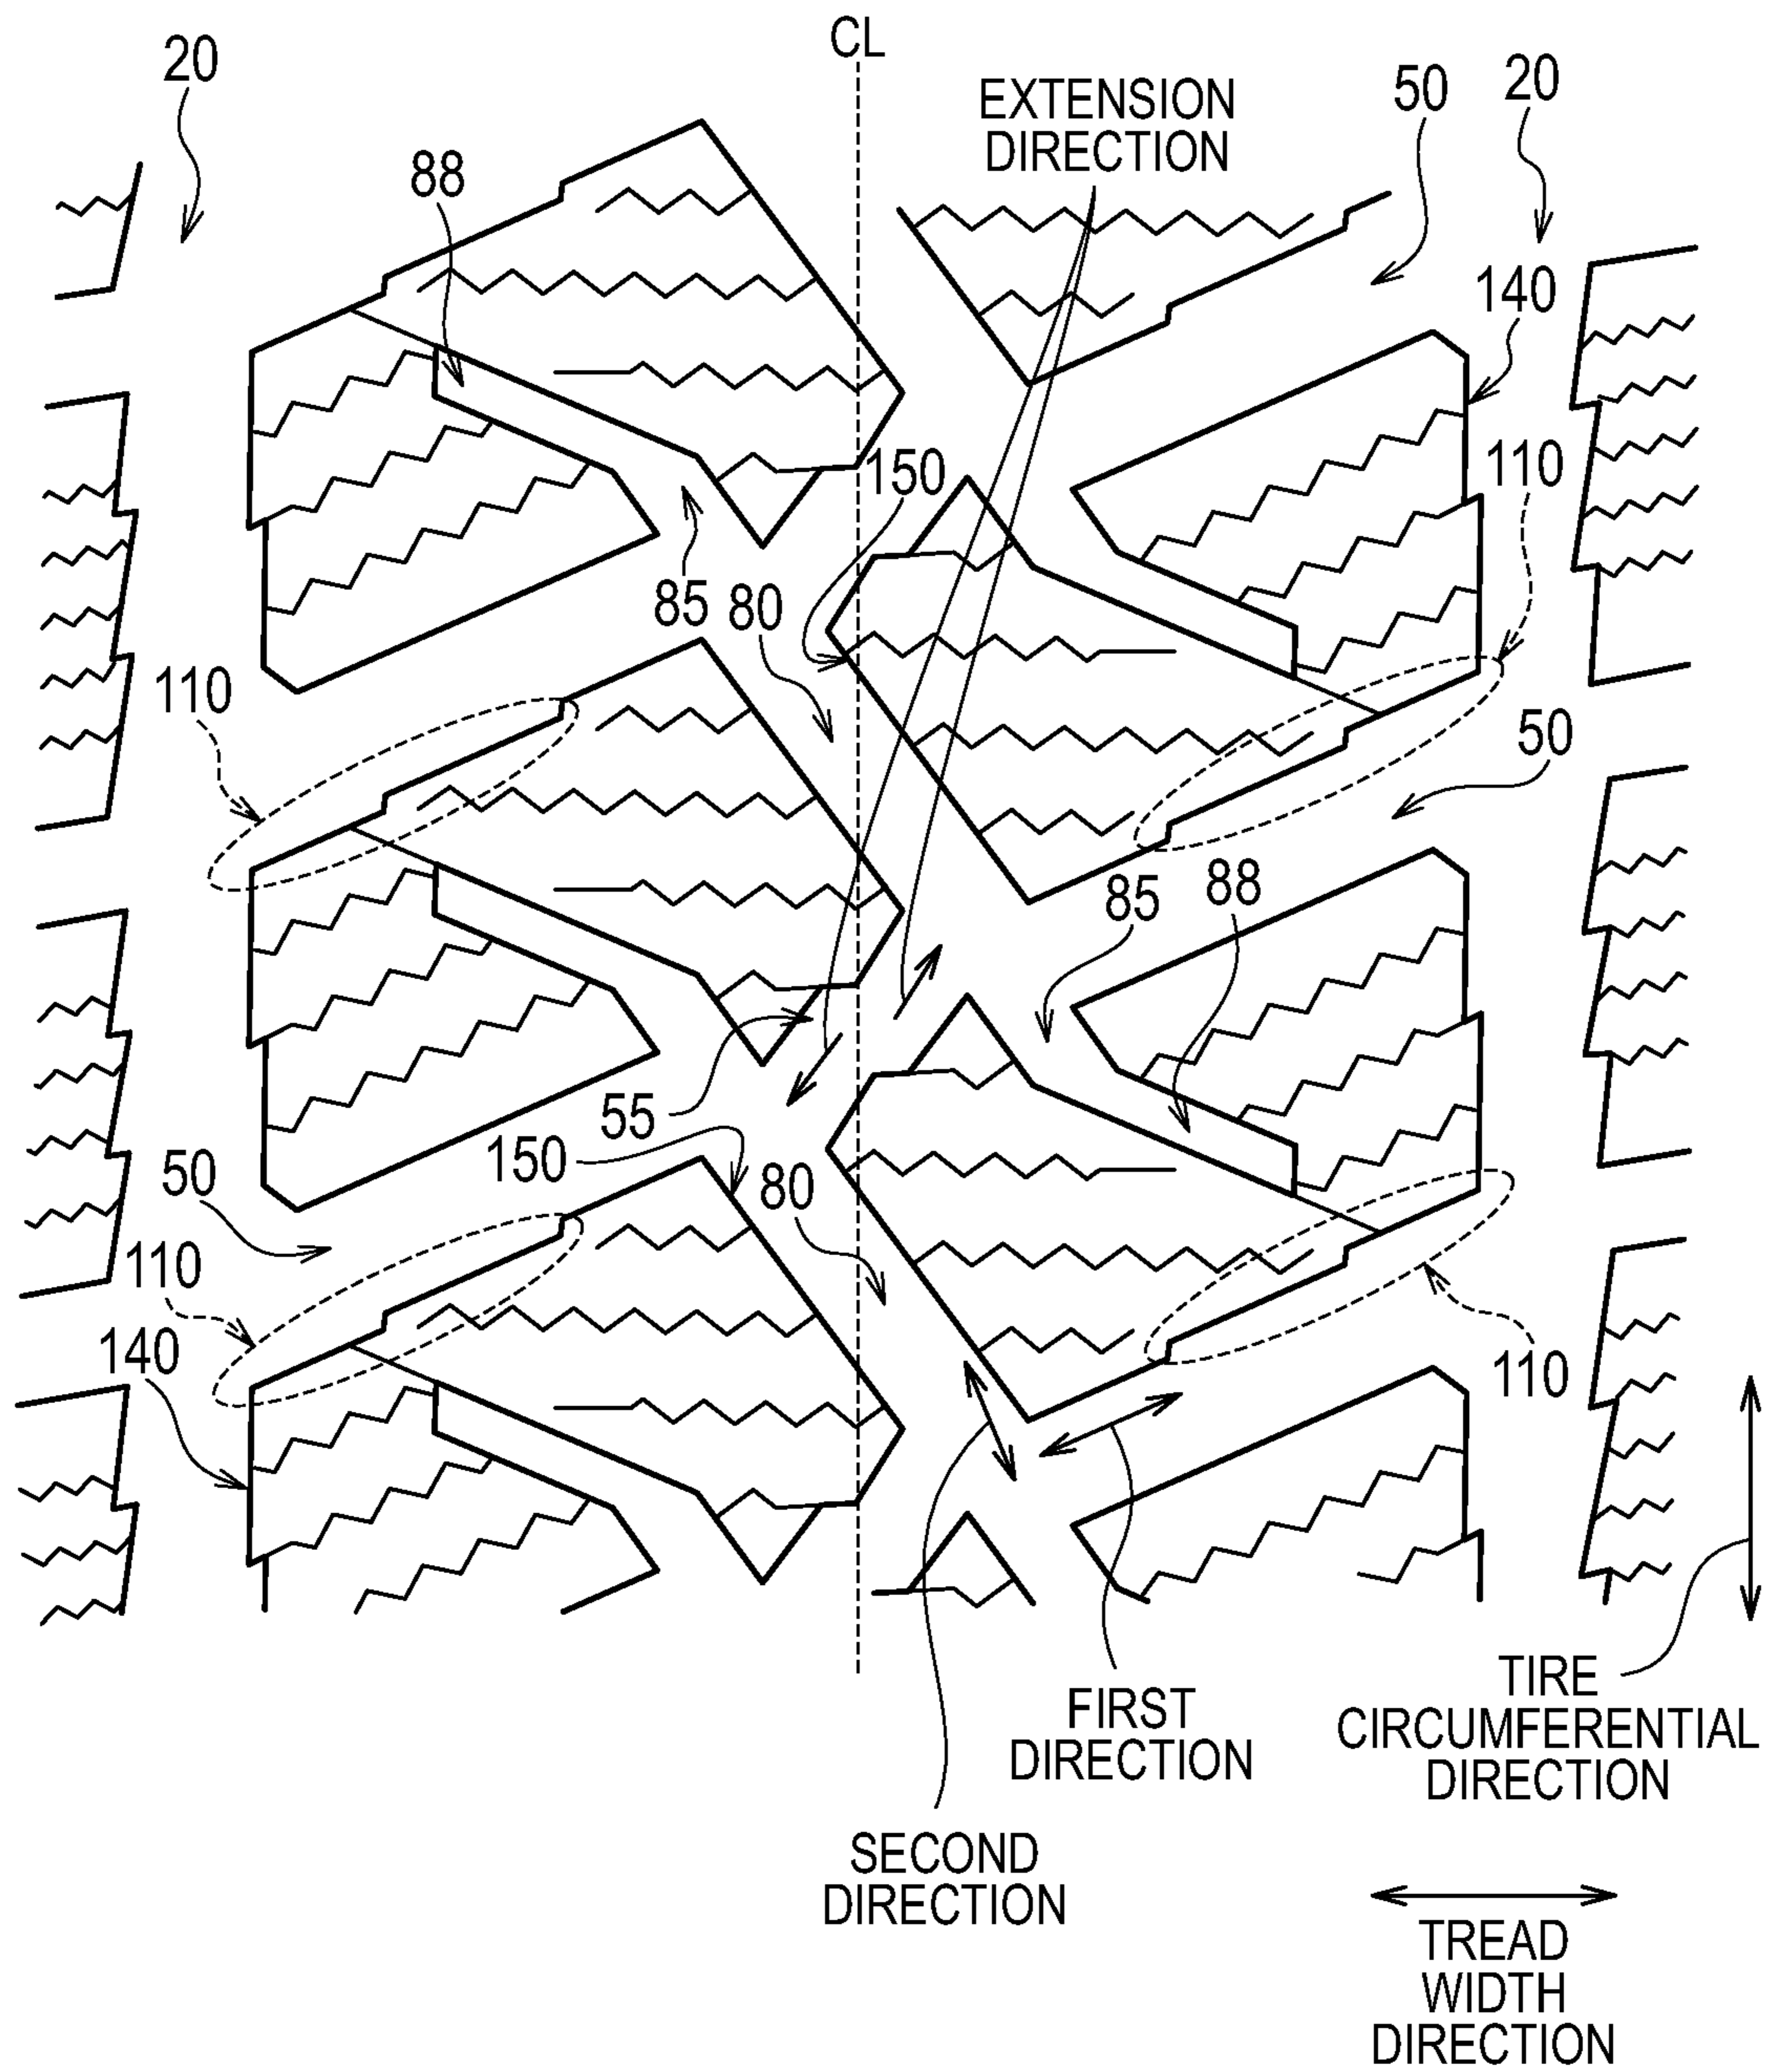 CL
20
EXTENSION
DIRECTION
50
20
88
140
150
110
85
80
110
50
85
88
55
150
80
50
110
140
110
FIRST
DIRECTION
TIRE
CIRCUMFERENTIAL
DIRECTION
SECOND
DIRECTION
TREAD
WIDTH
DIRECTION